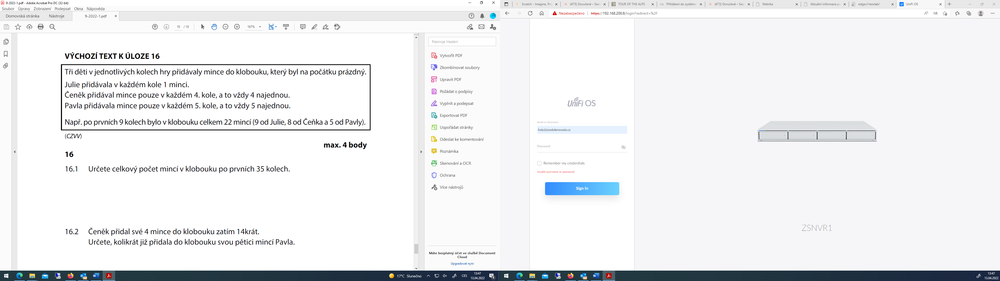 9-2022-1.pdf - Adobe Acrobat Pro DC (32-bit)
Soubor Úpravy Zobrazení Podepsat Okna Nápověda
Domovská stránka Nástroje 9-2022-1.pdf
10 / 10 167%
VÝCHOZÍ TEXT K ÚLOZE 16
Tři děti v jednotlivých kolech hry přidávaly mince do klobouku, který byl na počátku prázdný.
Julie přidávala v každém kole 1 minci.
Čeněk přidával mince pouze v každém 4. kole, a to vždy 4 najednou.
Pavla přidávala mince pouze v každém 5. kole, a to vždy 5 najednou.
Např. po prvních 9 kolech bylo v klobouku celkem 22 mincí (9 od Julie, 8 od Čeňka a 5 od Pavly).
(CZVV)
max. 4 body
16
16.1 Určete celkový počet mincí v klobouku po prvních 35 kolech.
16.2 Čeněk přidal své 4 mince do klobouku zatím 14krát.
Určete, kolikrát již přidala do klobouku svou pětici mincí Pavla.
Nástroje hledání
Vytvořit PDF
Zkombinovat soubory
Upravit PDF
Požádat o podpisy
Vyplnit a podepsat
Exportovat PDF
Uspořádat stránky
Odeslat ke komentování
Poznámka
Skenování a OCR
Ochrana
Více nástrojů
Máte bezplatný účet ve službě Document
Cloud
Upgradovat nyní
17°C Slunečno CES 13:47
13.04.2022
4
Scratch - Imagine, Pro (475) Doručené – Sezn TOUR OF THE ALPS Přihlášení do systému (473) Doručené – Sezn Matrika Aktuální informace pr edge://newtab/ UniFi OS
Nezabezpečeno https://192.168.200.8/login?redirect=%2F
UniFi OS
Email or Username
holy@zsodolenavoda.cz
Password
Remember my credentials
Invalid username or password
Sign In
ZSNVR1
13:47
13.04.2022